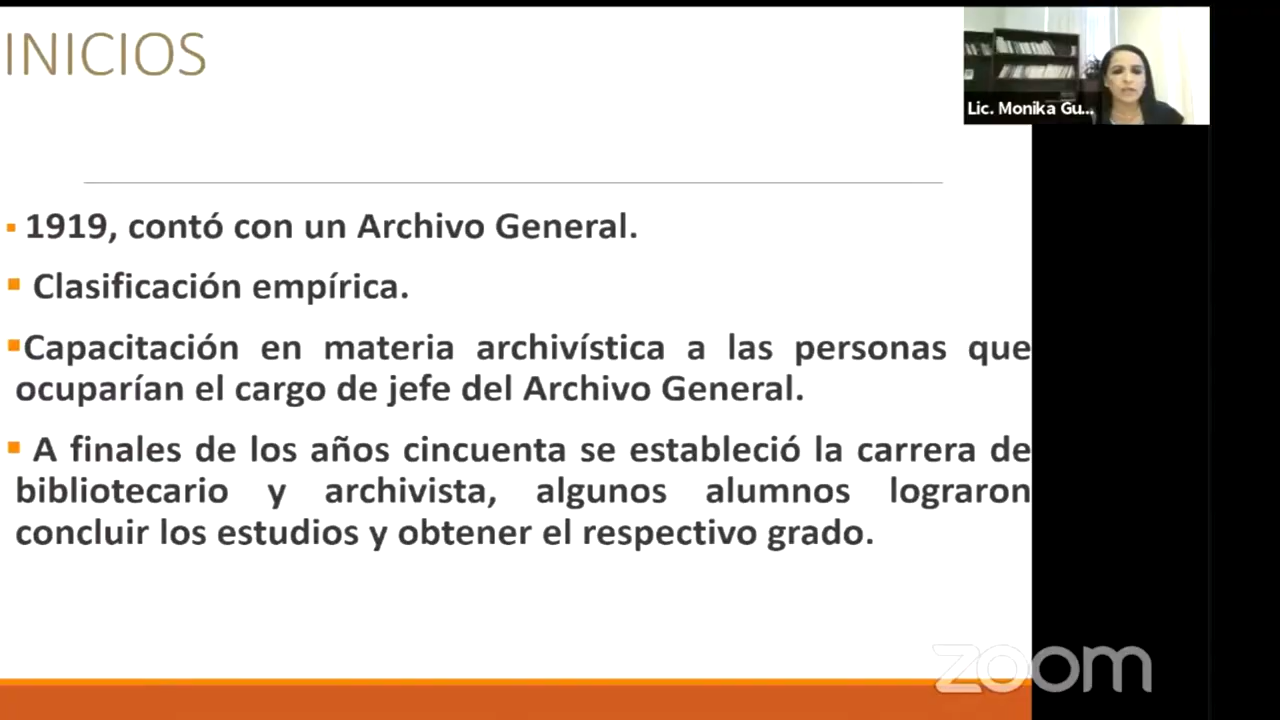 INICIOS
Lic. Monika Gu...
▪ 1919, contó con un Archivo General.
▪ Clasificación empírica.
▪Capacitación en materia archivística a las personas que
ocuparían el cargo de jefe del Archivo General.
▪ A finales de los años cincuenta se estableció la carrera de
bibliotecario y archivista, algunos alumnos lograron
concluir los estudios y obtener el respectivo grado.
zoom